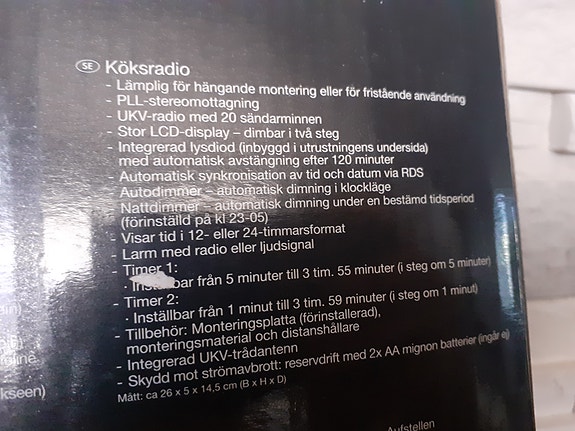 SE Köksradio
- Lämplig för hängande montering eller för fristående användning
- PLL-stereomottagning
- UKV-radio med 20 sändarminnen
- Stor LCD-display – dimbar i två steg
- Integrerad lysdiod (inbyggd i utrustningens undersida)
med automatisk avstängning efter 120 minuter
- Automatisk synkronisation av tid och datum via RDS
- Autodimmer – automatisk dimning i klockläge
- Nattdimmer – automatisk dimning under en bestämd tidsperiod
(förinställd på kl 23-05)
- Visar tid i 12- eller 24-timmarsformat
- Larm med radio eller ljudsignal
- Timer 1:
· Inställbar från 5 minuter till 3 tim. 55 minuter (i steg om 5 minuter)
- Timer 2:
· Inställbar från 1 minut till 3 tim. 59 minuter (i steg om 1 minut)
- Tillbehör: Monteringsplatta (förinstallerad),
monteringsmaterial och distanshållare
- Integrerad UKV-trådantenn
- Skydd mot strömavbrott: reservdrift med 2x AA mignon batterier (ingår ej)
Mått: ca 26 x 5 x 14,5 cm (B x H x D)
Aufstellen